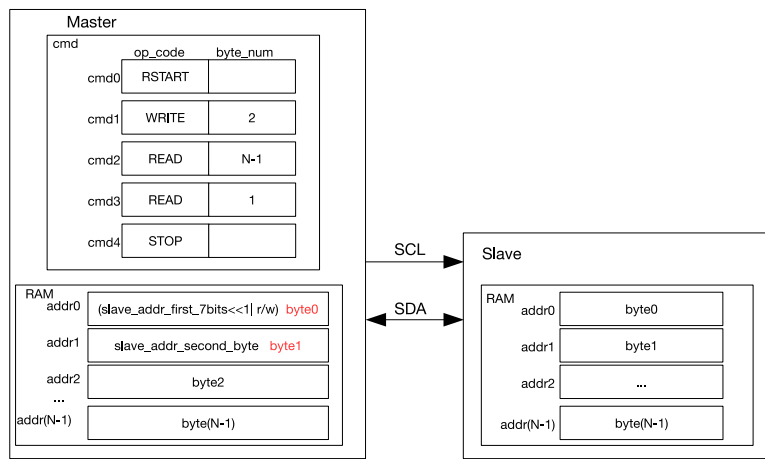 Master
cmd
op_code byte_num
cmd0 RSTART
cmd1 WRITE 2
cmd2 READ N-1
cmd3 READ 1
cmd4 STOP
RAM
addr0 (slave_addr_first_7bits<<1| r/w) byte0
addr1 slave_addr_second_byte byte1
addr2 byte2
...
addr(N-1) byte(N-1)
SCL
SDA
Slave
RAM
addr0 byte0
addr1 byte1
addr2 ...
addr(N-1) byte(N-1)